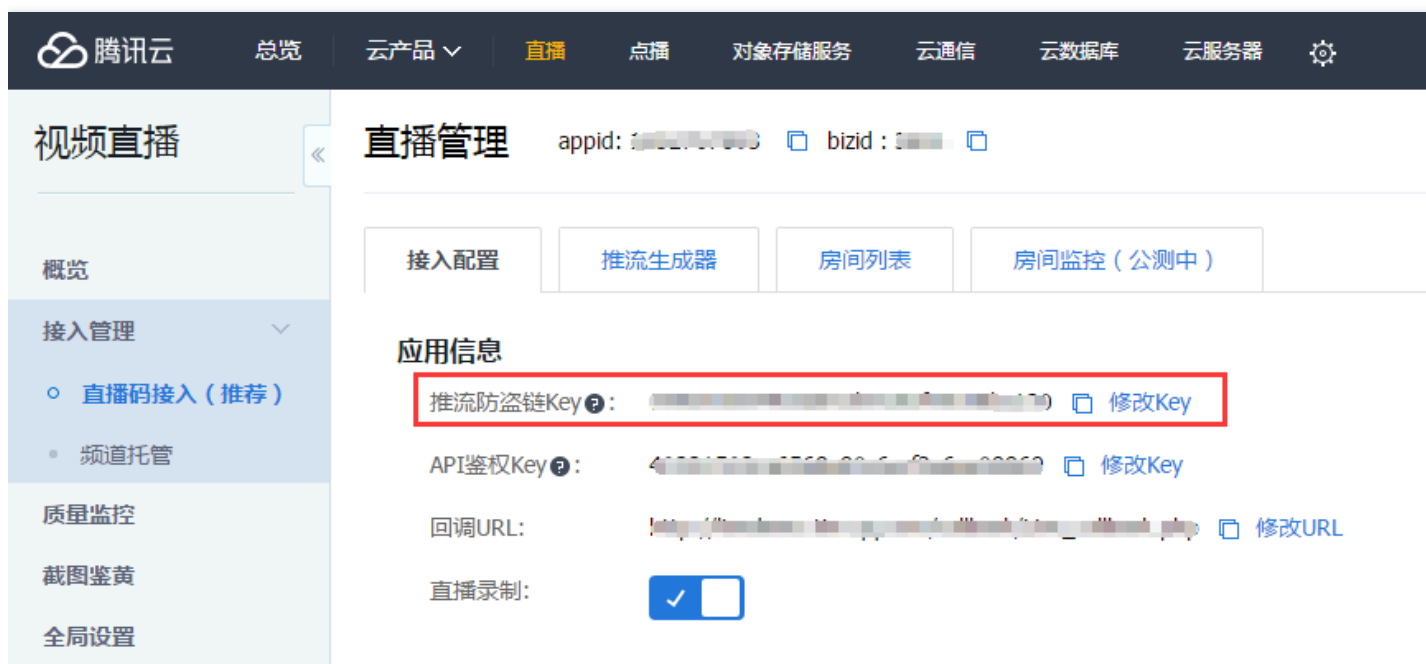 腾讯云 总览 云产品 直播 点播 对象存储服务 云通信 云数据库 云服务器
视频直播
直播管理 appid: bizid :
接入配置 推流生成器 房间列表 房间监控（公测中）
概览
接入管理
直播码接入（推荐）
频道托管
质量监控
截图鉴黄
全局设置
应用信息
推流防盗链Key?: 修改Key
API鉴权Key?: 修改Key
回调URL: 修改URL
直播录制: